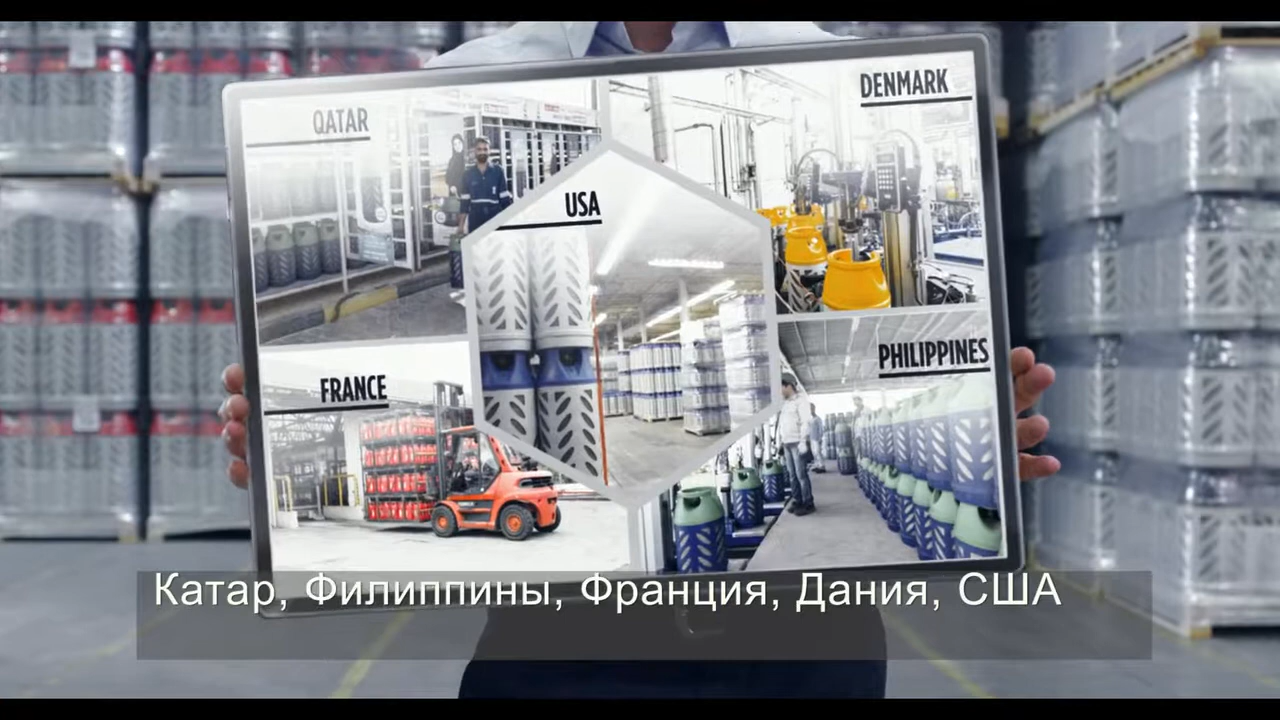 QATAR
DENMARK
USA
FRANCE
PHILIPPINES
Катар, Филиппины, Франция, Дания, США